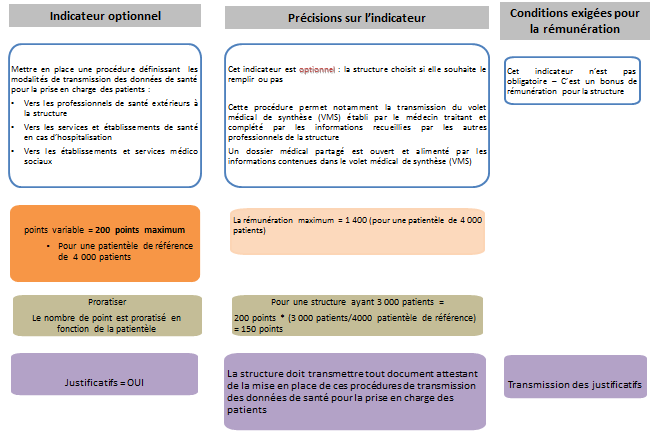 Indicateur optionnel
Précisions sur l'indicateur
Conditions exigées pour
la rémunération
Mettre en place une procédure définissant les
modalités de transmission des données de santé
pour la prise en charge des patients :
• Vers les professionnels de santé extérieurs à
la structure
• Vers les services et établissements de santé
en cas d'hospitalisation
• Vers les établissements et services médico
sociaux
Cet indicateur est optionnel : la structure choisit si elle souhaite le
remplir ou pas
Cette procédure permet notamment la transmission du volet
médical de synthèse (VMS) établi par le médecin traitant et
complété par les informations recueillies par les autres
professionnels de la structure
Un dossier médical partagé est ouvert et alimenté par les
informations contenues dans le volet médical de synthèse (VMS)
Cet indicateur n'est pas
obligatoire – C'est un bonus de
rémunération pour la structure
points variable = 200 points maximum
• Pour une patientèle de référence
de 4 000 patients
La rémunération maximum = 1 400 (pour une patientèle de 4 000
patients)
Proratiser
Le nombre de point est proratisé en
fonction de la patientèle
Pour une structure ayant 3 000 patients =
200 points * (3 000 patients/4000 patientèle de référence)
= 150 points
Justificatifs = OUI
La structure doit transmettre tout document attestant
de la mise en place de ces procédures de transmission
des données de santé pour la prise en charge des
patients
Transmission des justificatifs